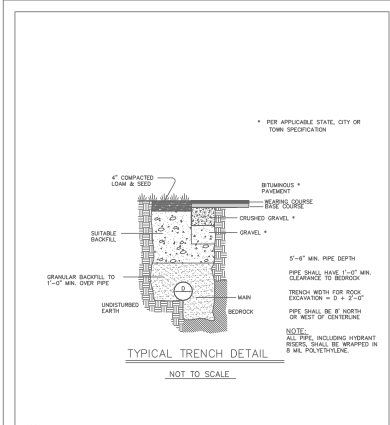 * PER APPLICABLE STATE, CITY OR
TOWN SPECIFICATION
4" COMPACTED
LOAM & SEED
BITUMINOUS *
PAVEMENT
WEARING COURSE
BASE COURSE
CRUSHED GRAVEL *
GRAVEL *
SUITABLE
BACKFILL
GRANULAR BACKFILL TO
1'-0" MIN. OVER PIPE
UNDISTURBED
EARTH
D
MAIN
BEDROCK
5'-6" MIN. PIPE DEPTH
PIPE SHALL HAVE 1'-0" MIN.
CLEARANCE TO BEDROCK
TRENCH WIDTH FOR ROCK
EXCAVATION = D + 2'-0"
PIPE SHALL BE 8' NORTH
OR WEST OF CENTERLINE
NOTE:
ALL PIPE, INCLUDING HYDRANT
RISERS, SHALL BE WRAPPED IN
8 MIL POLYETHYLENE.
TYPICAL TRENCH DETAIL
NOT TO SCALE